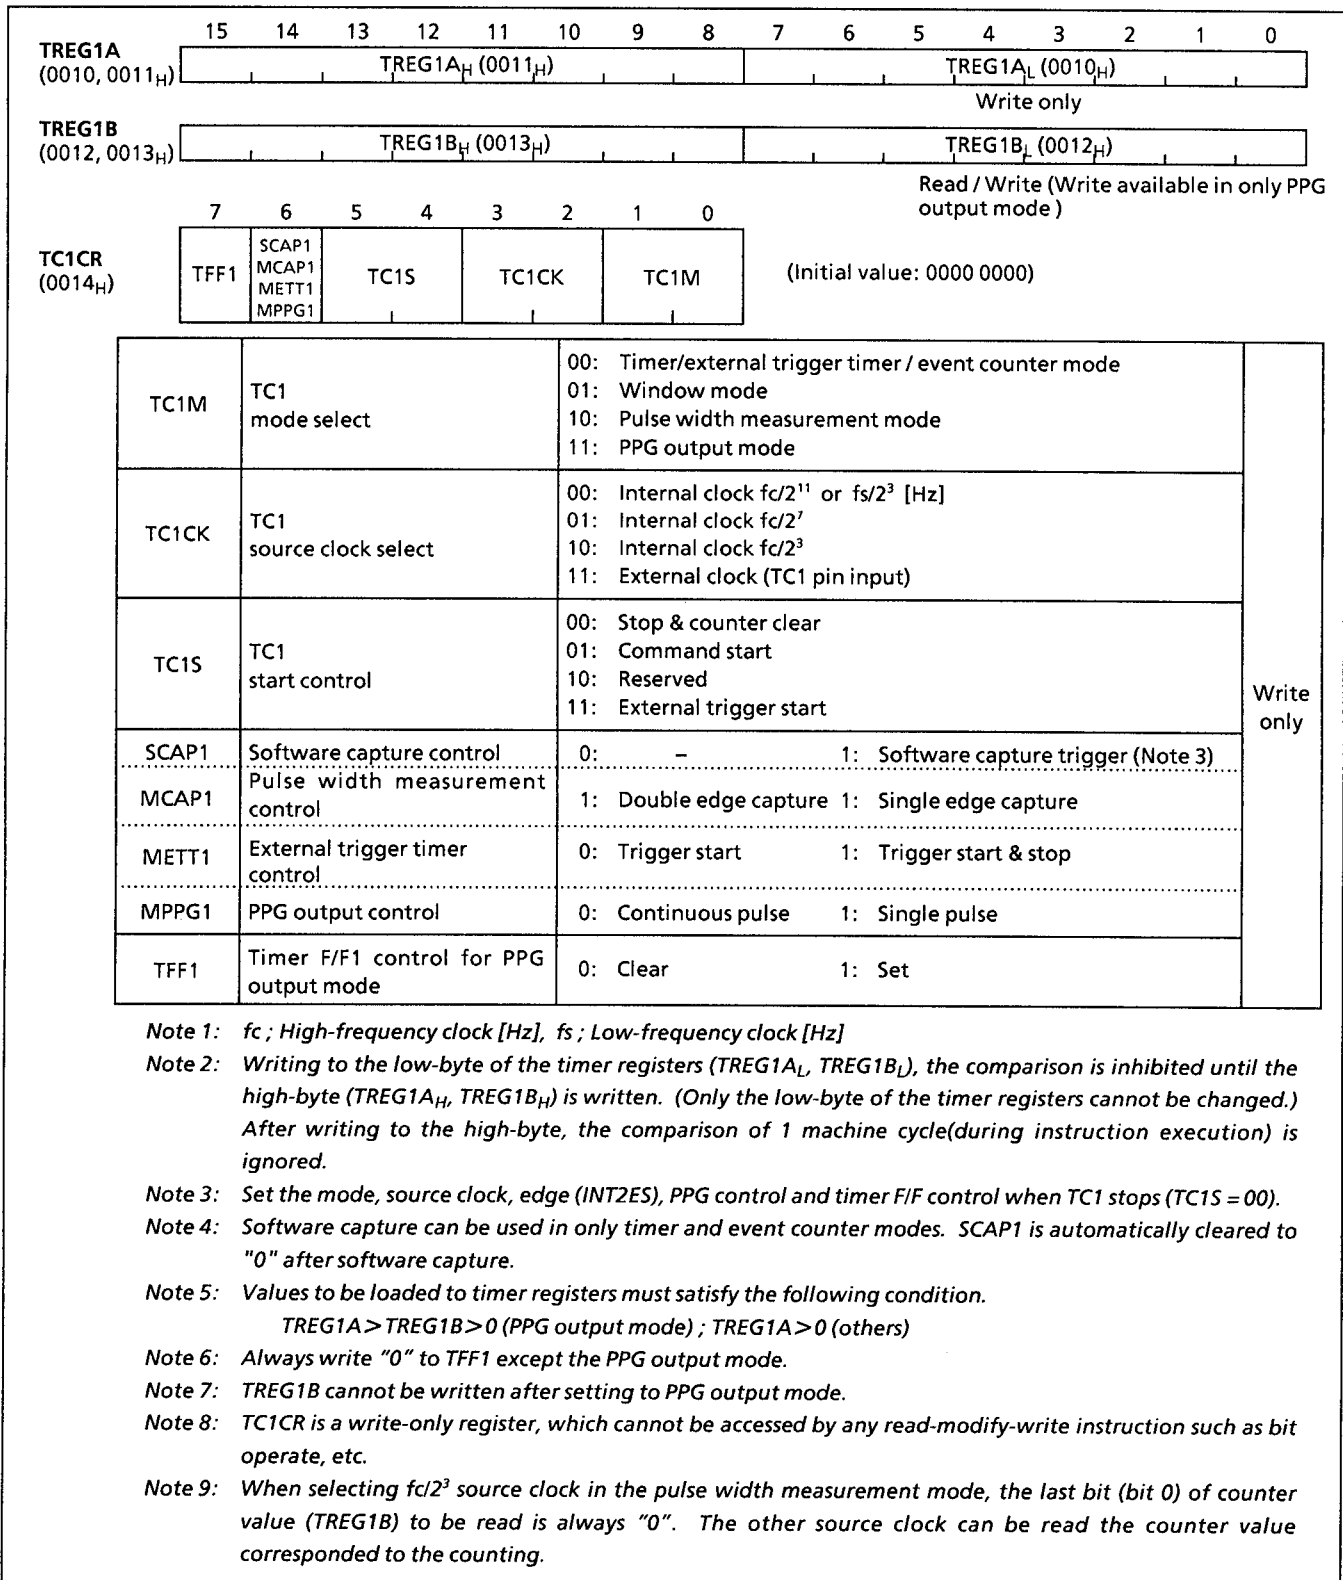 15 14 13 12 11 10 9 8 7 6 5 4 3 2 1 0
TREG1A
(0010, 0011H)
TREG1AH (0011H) TREG1AL (0010H)
Write only
TREG1B
(0012, 0013H)
TREG1BH (0013H) TREG1BL (0012H)
Read / Write (Write available in only PPG
output mode )
7 6 5 4 3 2 1 0
TC1CR
(0014H)
TFF1
SCAP1
MCAP1
METT1
MPPG1
TC1S TC1CK TC1M
(Initial value: 0000 0000)
TC1M
TC1
mode select
00: Timer/external trigger timer / event counter mode
01: Window mode
10: Pulse width measurement mode
11: PPG output mode
TC1CK
TC1
source clock select
00: Internal clock fc/2¹¹ or fs/2³ [Hz]
01: Internal clock fc/2⁷
10: Internal clock fc/2³
11: External clock (TC1 pin input)
TC1S
TC1
start control
00: Stop & counter clear
01: Command start
10: Reserved
11: External trigger start
Write
only
SCAP1 Software capture control 0: – 1: Software capture trigger (Note 3)
MCAP1
Pulse width measurement
control
1: Double edge capture 1: Single edge capture
METT1
External trigger timer
control
0: Trigger start 1: Trigger start & stop
MPPG1 PPG output control 0: Continuous pulse 1: Single pulse
TFF1
Timer F/F1 control for PPG
output mode
0: Clear 1: Set
Note 1: fc ; High-frequency clock [Hz], fs ; Low-frequency clock [Hz]
Note 2: Writing to the low-byte of the timer registers (TREG1AL, TREG1BL), the comparison is inhibited until the
high-byte (TREG1AH, TREG1BH) is written. (Only the low-byte of the timer registers cannot be changed.)
After writing to the high-byte, the comparison of 1 machine cycle(during instruction execution) is
ignored.
Note 3: Set the mode, source clock, edge (INT2ES), PPG control and timer F/F control when TC1 stops (TC1S = 00).
Note 4: Software capture can be used in only timer and event counter modes. SCAP1 is automatically cleared to
"0" after software capture.
Note 5: Values to be loaded to timer registers must satisfy the following condition.
TREG1A>TREG1B>0 (PPG output mode) ; TREG1A>0 (others)
Note 6: Always write "0" to TFF1 except the PPG output mode.
Note 7: TREG1B cannot be written after setting to PPG output mode.
Note 8: TC1CR is a write-only register, which cannot be accessed by any read-modify-write instruction such as bit
operate, etc.
Note 9: When selecting fc/2³ source clock in the pulse width measurement mode, the last bit (bit 0) of counter
value (TREG1B) to be read is always "0". The other source clock can be read the counter value
corresponded to the counting.